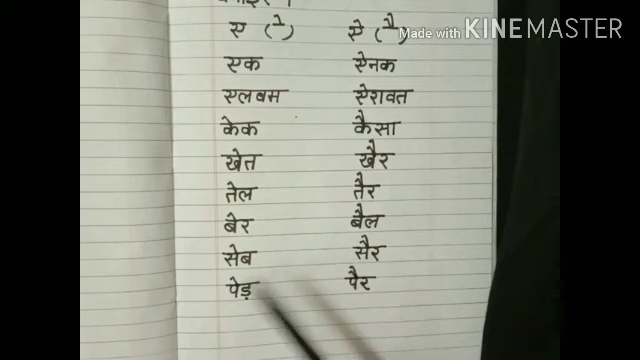 ए (े) ऐ (ै)
Made with KINEMASTER
एक ऐनक
एलबम ऐरावत
केक कैसा
खेत खैर
तेल तैर
बेर बैल
सेब सैर
पेड़ पैर